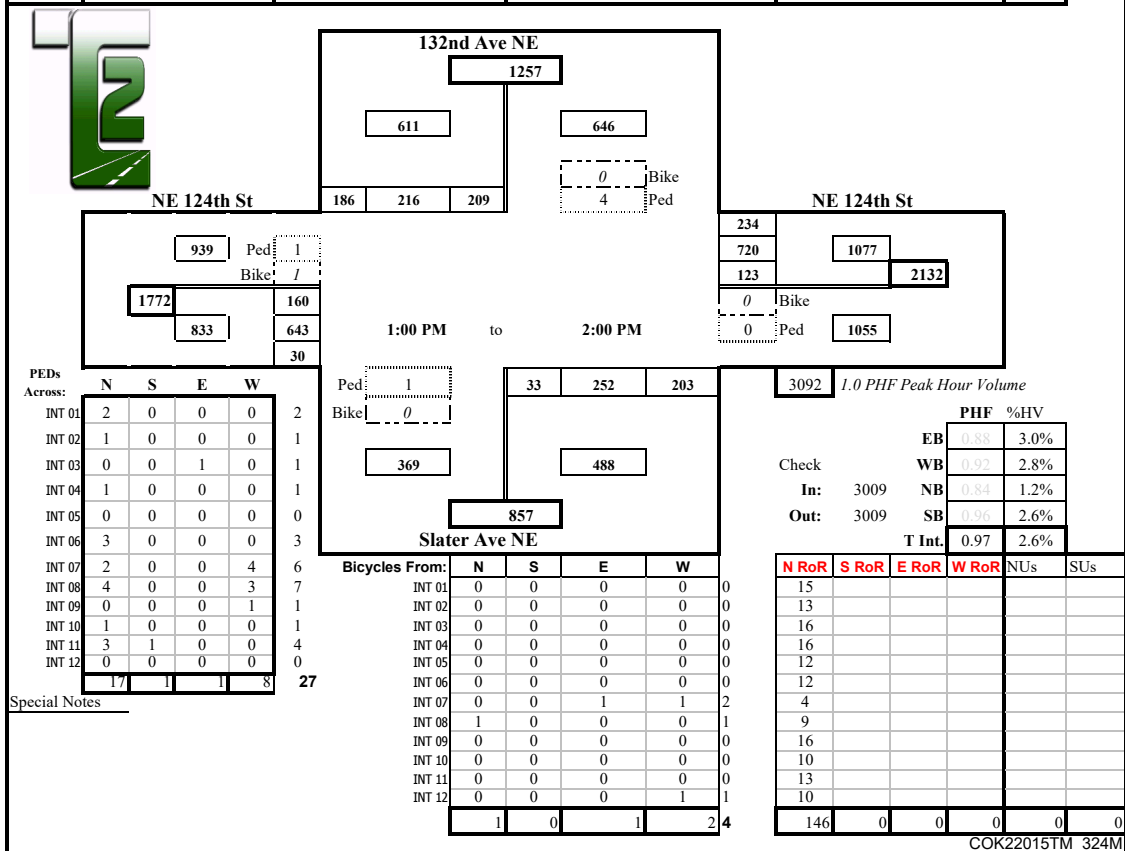 T2
132nd Ave NE
1257
611 646
0 Bike
4 Ped
NE 124th St 186 216 209 NE 124th St
234
939 Ped 1 720 1077
Bike 1 123 2132
1772 160 0 Bike
833 643 1:00 PM to 2:00 PM 0 Ped 1055
30
PEDs Across: N S E W
Ped 1 33 252 203 3092 1.0 PHF Peak Hour Volume
Bike 0
PHF %HV
EB 0.88 3.0%
369 488 Check WB 0.92 2.8%
In: 3009 NB 0.84 1.2%
857 Out: 3009 SB 0.96 2.6%
Slater Ave NE T Int. 0.97 2.6%
INT 01 2 0 0 0 2
INT 02 1 0 0 0 1
INT 03 0 0 1 0 1
INT 04 1 0 0 0 1
INT 05 0 0 0 0 0
INT 06 3 0 0 0 3
INT 07 2 0 0 4 6
INT 08 4 0 0 3 7
INT 09 0 0 0 1 1
INT 10 1 0 0 0 1
INT 11 3 1 0 0 4
INT 12 0 0 0 0 0
17 1 1 8 27
Special Notes
Bicycles From: N S E W
INT 01 0 0 0 0 0
INT 02 0 0 0 0 0
INT 03 0 0 0 0 0
INT 04 0 0 0 0 0
INT 05 0 0 0 0 0
INT 06 0 0 0 0 0
INT 07 0 0 1 1 2
INT 08 1 0 0 0 1
INT 09 0 0 0 0 0
INT 10 0 0 0 0 0
INT 11 0 0 0 0 0
INT 12 0 0 0 1 1
1 0 1 2 4
N RoR S RoR E RoR W RoR NUs SUs
15
13
16
16
12
12
4
9
16
10
13
10
146 0 0 0 0 0
COK22015TM_324M